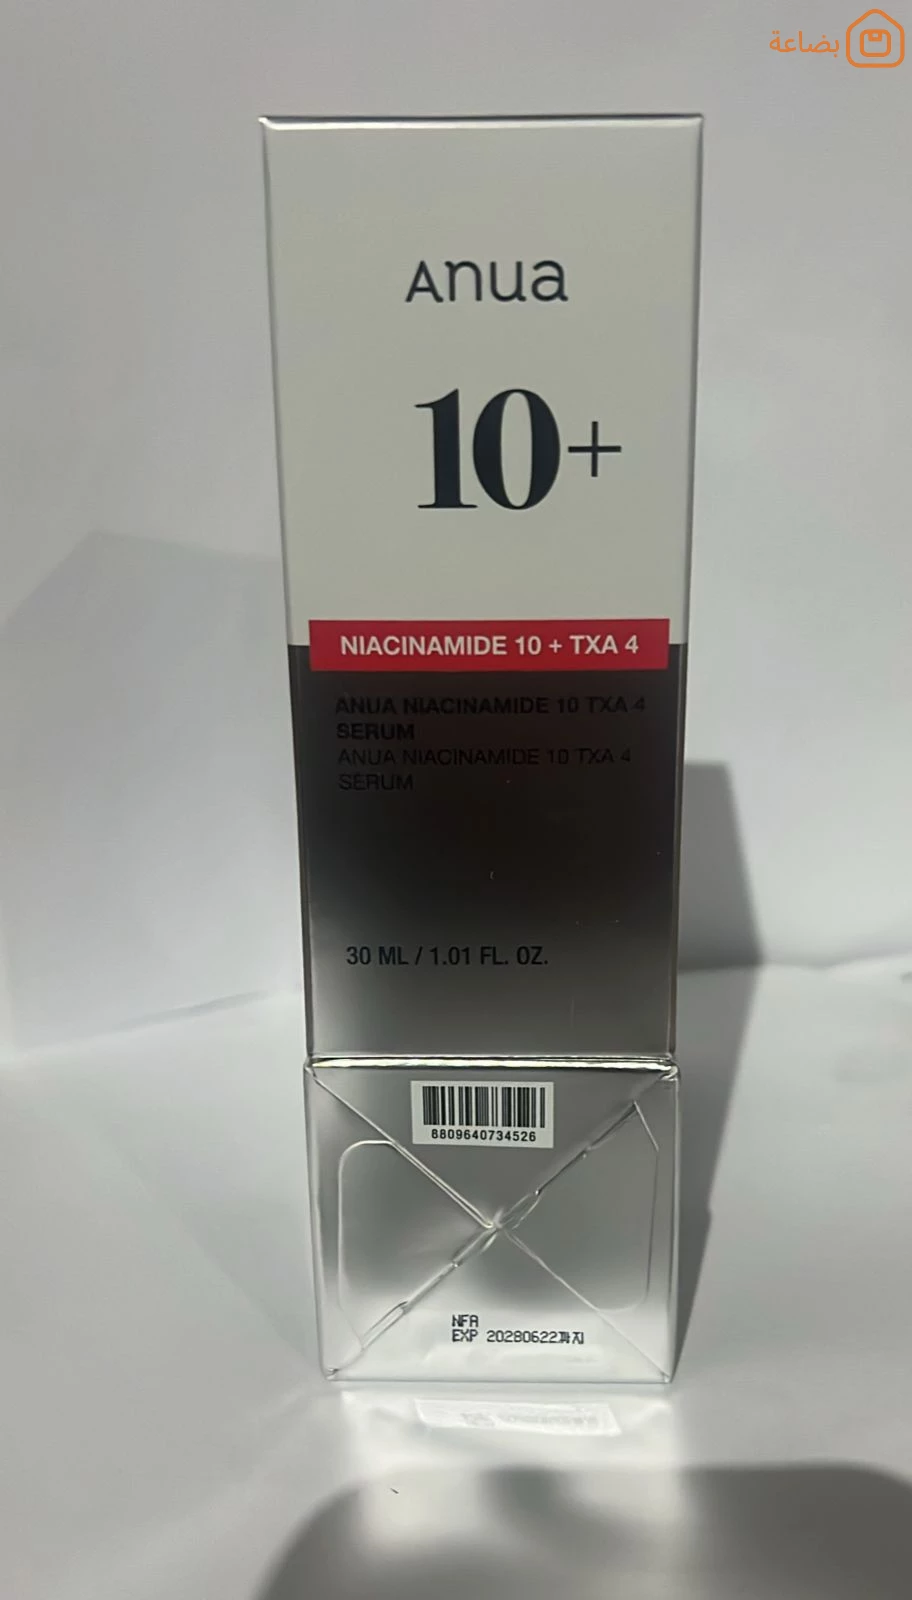 بضاعة
Anua
10+
NIACINAMIDE 10 + TXA 4
ANUA NIACINAMIDE 10 TXA 4
SERUM
ANUA NIACINAMIDE 10 TXA 4
SERUM
30 ML / 1.01 FL. OZ.
8809640734526
NFA
EXP 20280622까지